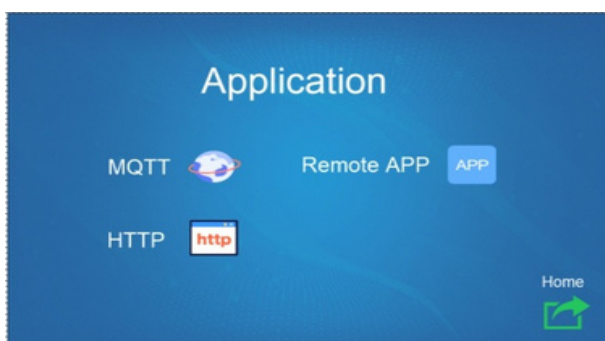 Application
MQTT
Remote APP APP
HTTP http
Home